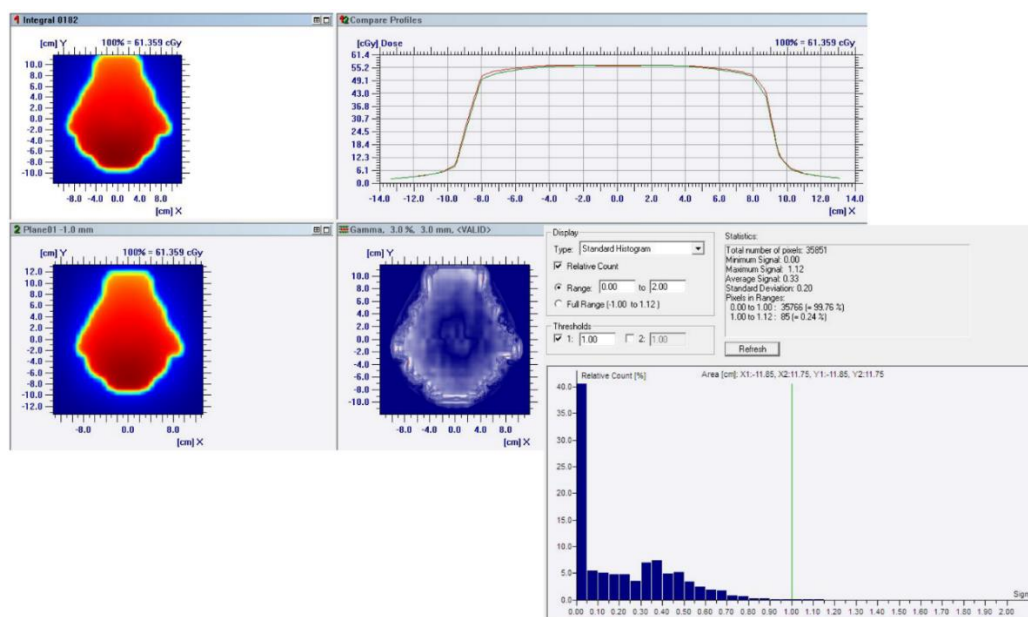 1 Integral 0182
[cm] Y 100% = 61.359 cGy
10.0
8.0
6.0
4.0
2.0
0.0
-2.0
-4.0
-6.0
-8.0
-10.0
-8.0 -4.0 0.0 4.0 8.0
[cm] X
12 Compare Profiles
[cGy] Dose 100% = 61.359 cGy
61.4
55.2
49.1
43.0
36.8
30.7
24.5
18.4
12.3
6.1
0.0
-14.0 -12.0 -10.0 -8.0 -6.0 -4.0 -2.0 0.0 2.0 4.0 6.0 8.0 10.0 12.0 14.0
[cm] X
2 Plane01 -1.0 mm
[cm] Y 100% = 61.359 cGy
12.0
10.0
8.0
6.0
4.0
2.0
0.0
-2.0
-4.0
-6.0
-8.0
-10.0
-12.0
-8.0 0.0 8.0
[cm] X
Gamma, 3.0 %, 3.0 mm, <VALID>
[cm] Y
10.0
8.0
6.0
4.0
2.0
0.0
-2.0
-4.0
-6.0
-8.0
-10.0
-8.0 -4.0 0.0 4.0 8.0
[cm] X
Display
Type: Standard Histogram
Relative Count
Range: 0.00 to 2.00
Full Range (-1.00 to 1.12 )
Thresholds
1: 1.00 2: 1.00
Statistics:
Total number of pixels: 35851
Minimum Signal: 0.00
Maximum Signal: 1.12
Average Signal: 0.33
Standard Deviation: 0.20
Pixels in Ranges:
0.00 to 1.00 : 35766 (= 99.76 %)
1.00 to 1.12 : 85 (= 0.24 %)
Refresh
Relative Count [%] Area [cm]: X1:-11.85, X2:11.75, Y1:-11.85, Y2:11.75
40.0
35.0
30.0
25.0
20.0
15.0
10.0
5.0
0.0
Sign
0.00 0.10 0.20 0.30 0.40 0.50 0.60 0.70 0.80 0.90 1.00 1.10 1.20 1.30 1.40 1.50 1.60 1.70 1.80 1.90 2.00